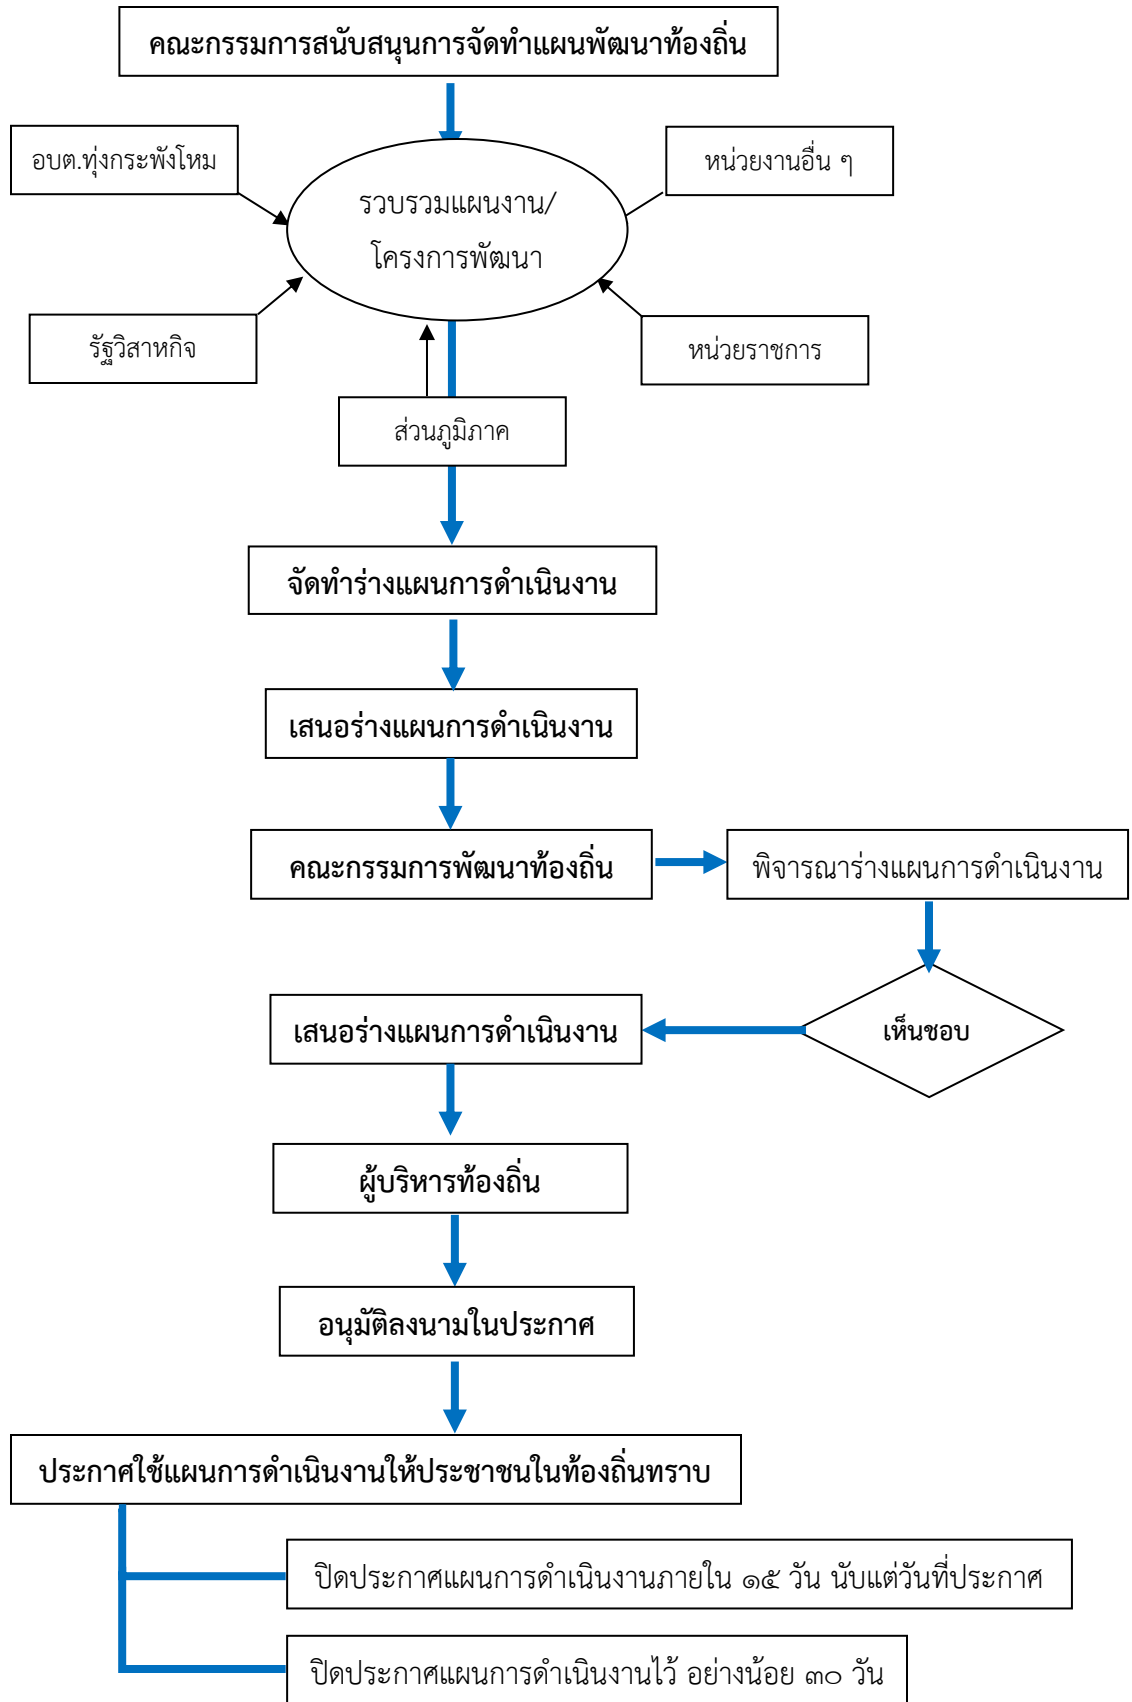 คณะกรรมการสนับสนุนการจัดทำแผนพัฒนาท้องถิ่น
อบต.ทุ่งกระพังโหม
หน่วยงานอื่น ๆ
รวบรวมแผนงาน/
โครงการพัฒนา
รัฐวิสาหกิจ
หน่วยราชการ
ส่วนภูมิภาค
จัดทำร่างแผนการดำเนินงาน
เสนอร่างแผนการดำเนินงาน
คณะกรรมการพัฒนาท้องถิ่น
พิจารณาร่างแผนการดำเนินงาน
เห็นชอบ
เสนอร่างแผนการดำเนินงาน
ผู้บริหารท้องถิ่น
อนุมัติลงนามในประกาศ
ประกาศใช้แผนการดำเนินงานให้ประชาชนในท้องถิ่นทราบ
ปิดประกาศแผนการดำเนินงานภายใน ๑๕ วัน นับแต่วันที่ประกาศ
ปิดประกาศแผนการดำเนินงานไว้ อย่างน้อย ๓๐ วัน